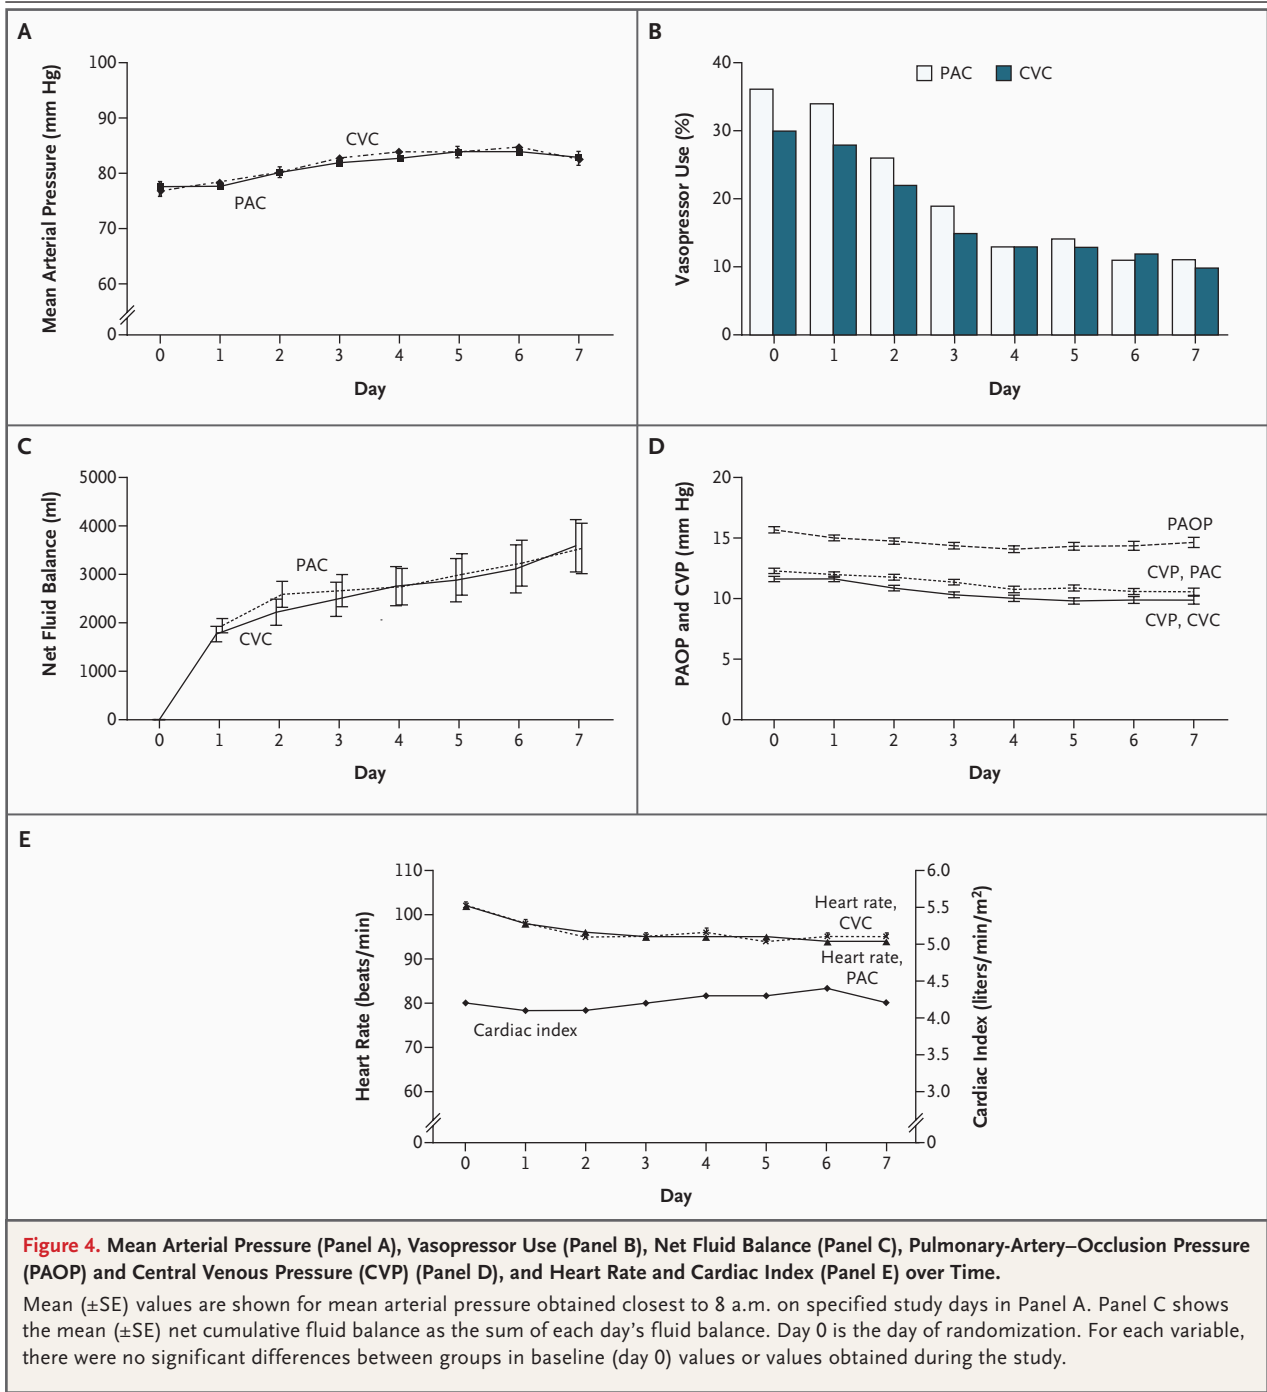 A
Mean Arterial Pressure (mm Hg)
100
90
80
70
60
0
CVC
PAC
0 1 2 3 4 5 6 7
Day
B
Vasopressor Use (%)
40
30
20
10
0
PAC CVC
0 1 2 3 4 5 6 7
Day
C
Net Fluid Balance (ml)
5000
4000
3000
2000
1000
0
PAC
CVC
0 1 2 3 4 5 6 7
Day
D
PAOP and CVP (mm Hg)
20
15
10
5
0
PAOP
CVP, PAC
CVP, CVC
0 1 2 3 4 5 6 7
Day
E
Heart Rate (beats/min)
110
100
90
80
70
60
0
Heart rate,
CVC
Heart rate,
PAC
Cardiac index
6.0
5.5
5.0
4.5
4.0
3.5
3.0
0
Cardiac Index (liters/min/m²)
0 1 2 3 4 5 6 7
Day
Figure 4. Mean Arterial Pressure (Panel A), Vasopressor Use (Panel B), Net Fluid Balance (Panel C), Pulmonary-Artery–Occlusion Pressure
(PAOP) and Central Venous Pressure (CVP) (Panel D), and Heart Rate and Cardiac Index (Panel E) over Time.
Mean (±SE) values are shown for mean arterial pressure obtained closest to 8 a.m. on specified study days in Panel A. Panel C shows
the mean (±SE) net cumulative fluid balance as the sum of each day's fluid balance. Day 0 is the day of randomization. For each variable,
there were no significant differences between groups in baseline (day 0) values or values obtained during the study.